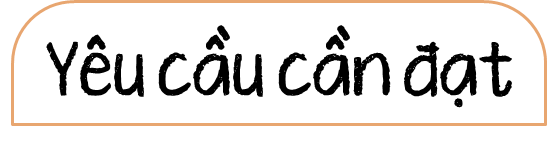 Yêu cầu cần đạt